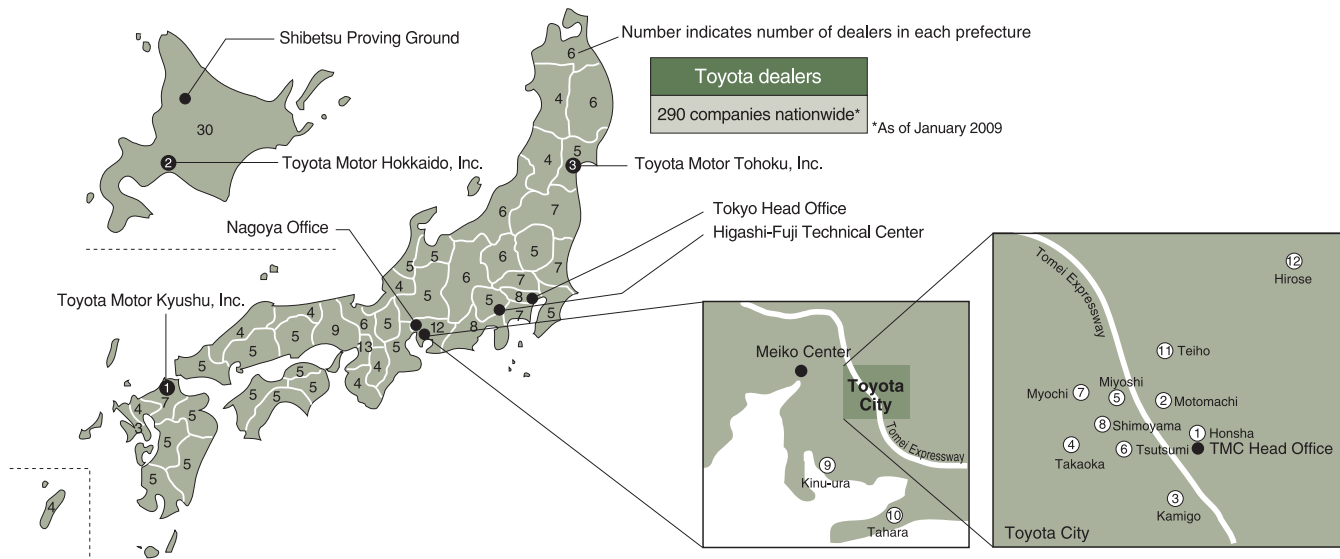 Shibetsu Proving Ground
30
2
Toyota Motor Hokkaido, Inc.
Number indicates number of dealers in each prefecture
Toyota dealers
290 companies nationwide*
*As of January 2009
6
4
6
4
5
3
Toyota Motor Tohoku, Inc.
6
7
Tokyo Head Office
Higashi-Fuji Technical Center
Nagoya Office
5
5
6
6
5
7
4
5
5
7
8
7
5
8
12
Toyota Motor Kyushu, Inc.
4
4
5
5
5
9
6
5
13
5
4
4
1
7
4
3
5
5
5
5
5
5
5
5
4
Meiko Center
Toyota
City
Tomei Expressway
9
Kinu-ura
10
Tahara
Tomei Expressway
12
Hirose
11 Teiho
Miyoshi
Myochi 7
5
2 Motomachi
8 Shimoyama
1 Honsha
4
Takaoka
6 Tsutsumi
TMC Head Office
3
Kamigo
Toyota City